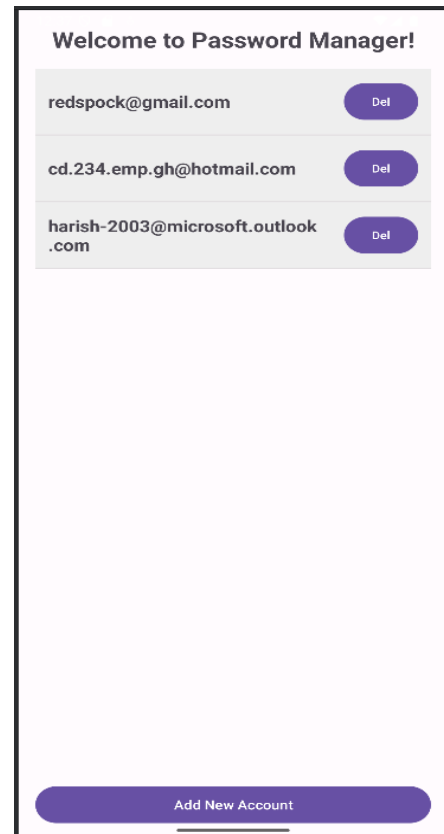 Welcome to Password Manager!
redspock@gmail.com
Del
cd.234.emp.gh@hotmail.com
Del
harish-2003@microsoft.outlook
.com
Del
Add New Account